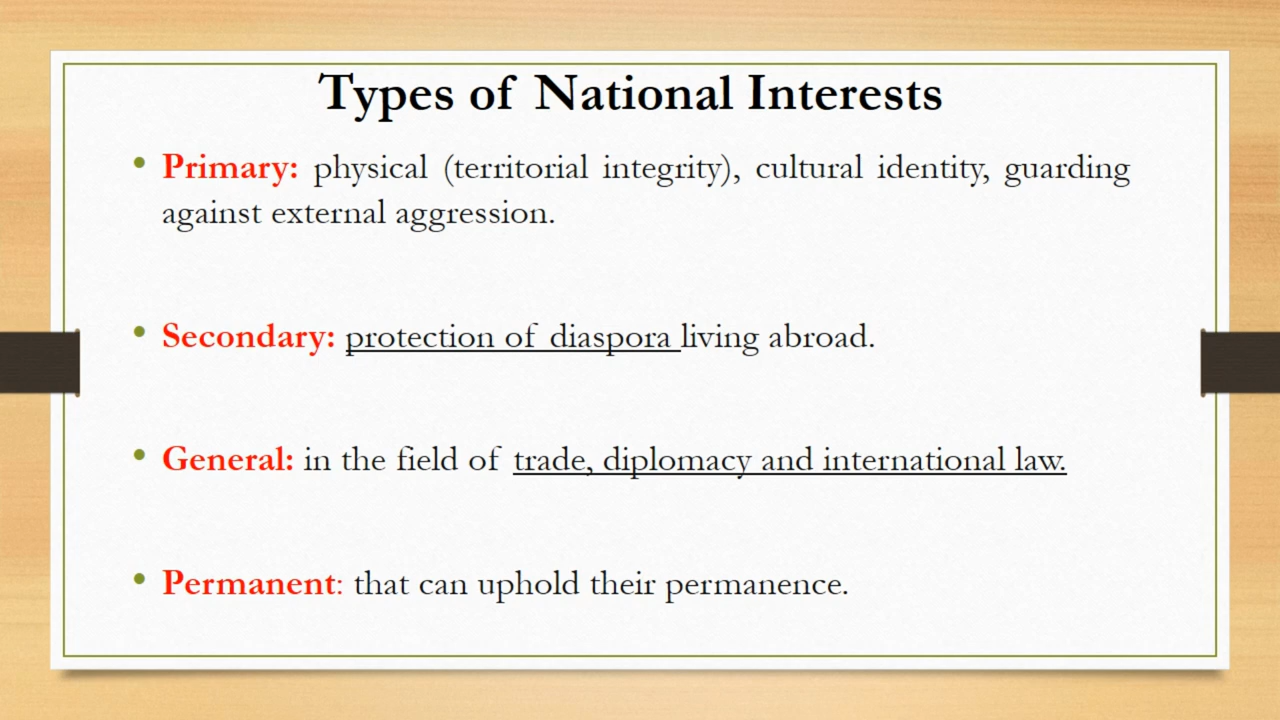 Types of National Interests
• Primary: physical (territorial integrity), cultural identity, guarding
against external aggression.
• Secondary: protection of diaspora living abroad.
• General: in the field of trade, diplomacy and international law.
• Permanent: that can uphold their permanence.